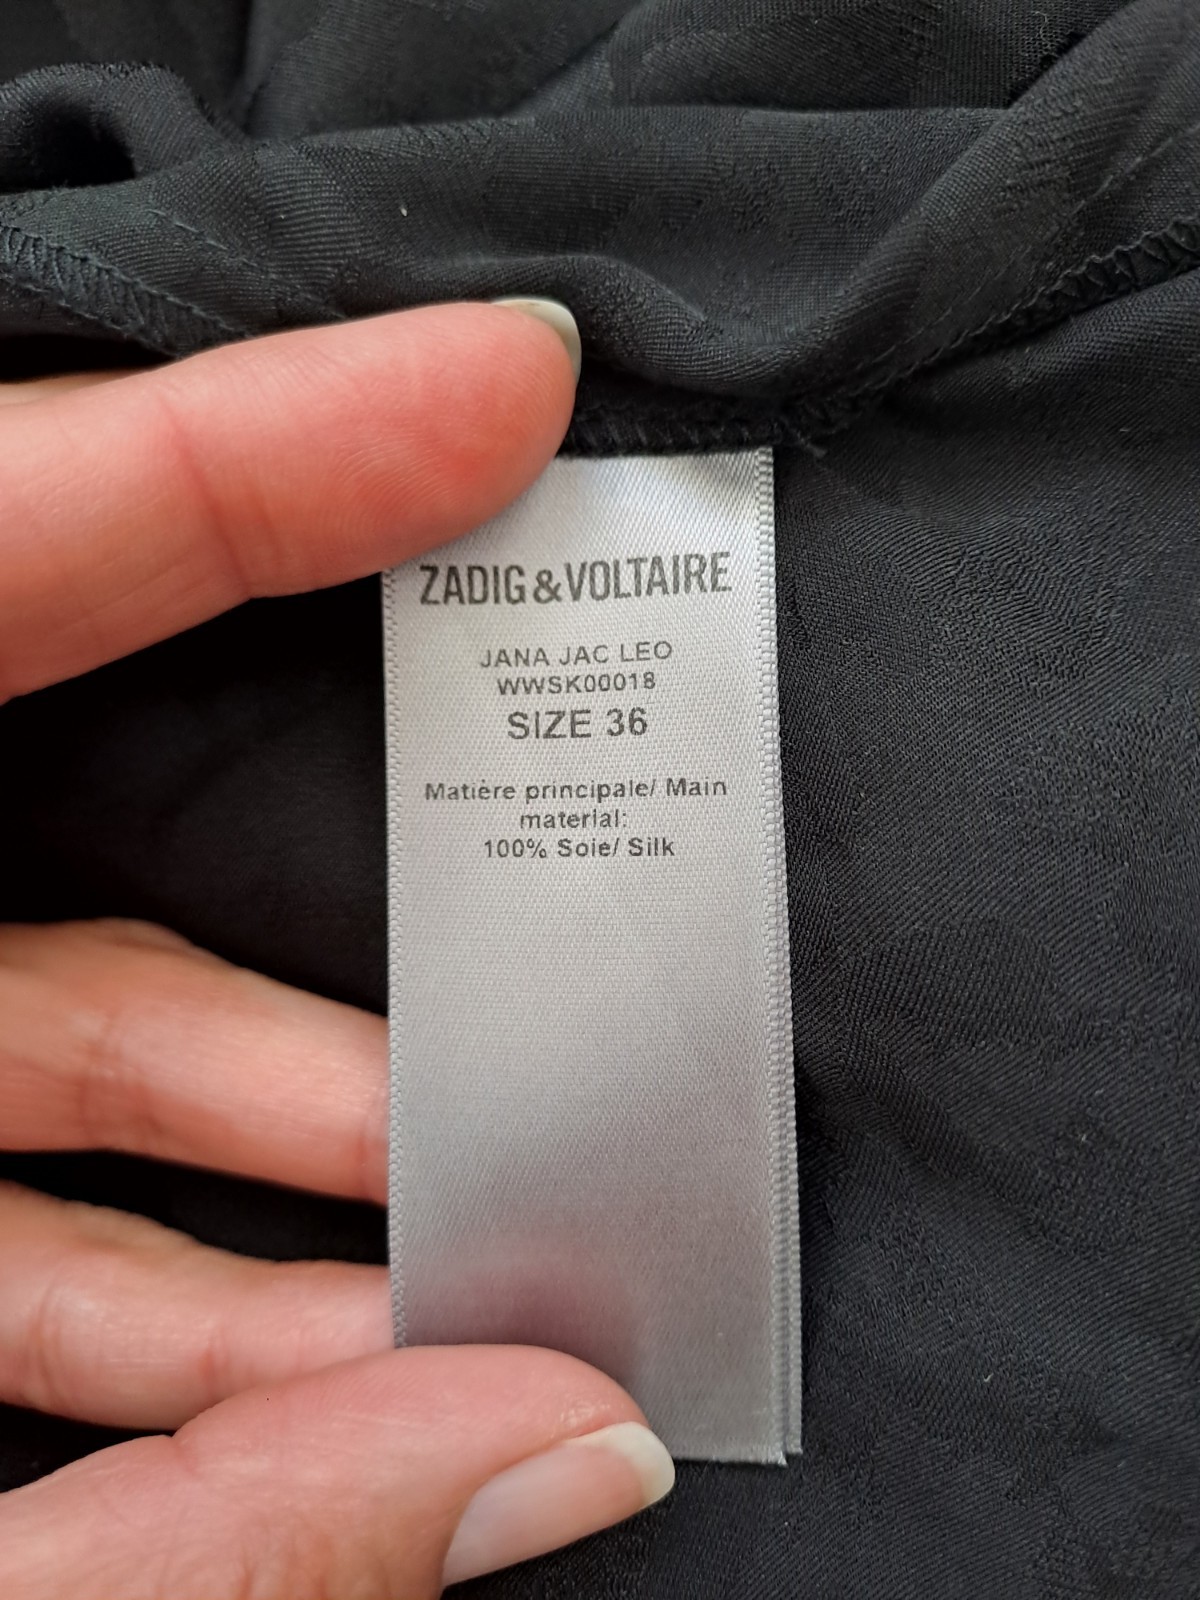 ZADIG & VOLTAIRE
JANA JAC LEO
WWSK00018
SIZE 36
Matière principale/ Main
material:
100% Soie/ Silk